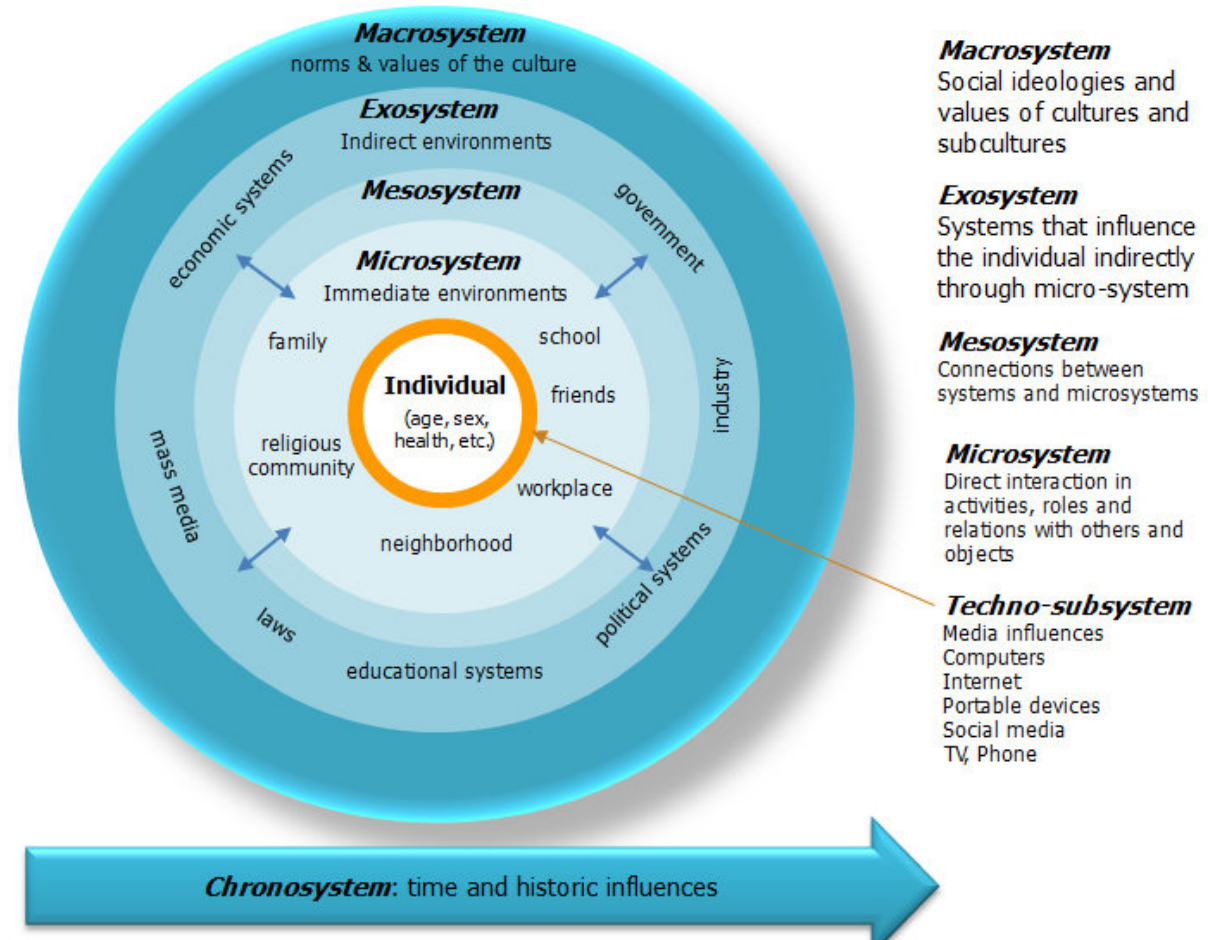 Macrosystem
norms & values of the culture
Exosystem
Indirect environments
Mesosystem
Microsystem
Immediate environments
economic systems
government
family
school
Individual
(age, sex,
health, etc.)
friends
industry
mass media
religious
community
workplace
neighborhood
laws
political systems
educational systems
Macrosystem
Social ideologies and
values of cultures and
subcultures
Exosystem
Systems that influence
the individual indirectly
through micro-system
Mesosystem
Connections between
systems and microsystems
Microsystem
Direct interaction in
activities, roles and
relations with others and
objects
Techno-subsystem
Media influences
Computers
Internet
Portable devices
Social media
TV, Phone
Chronosystem: time and historic influences